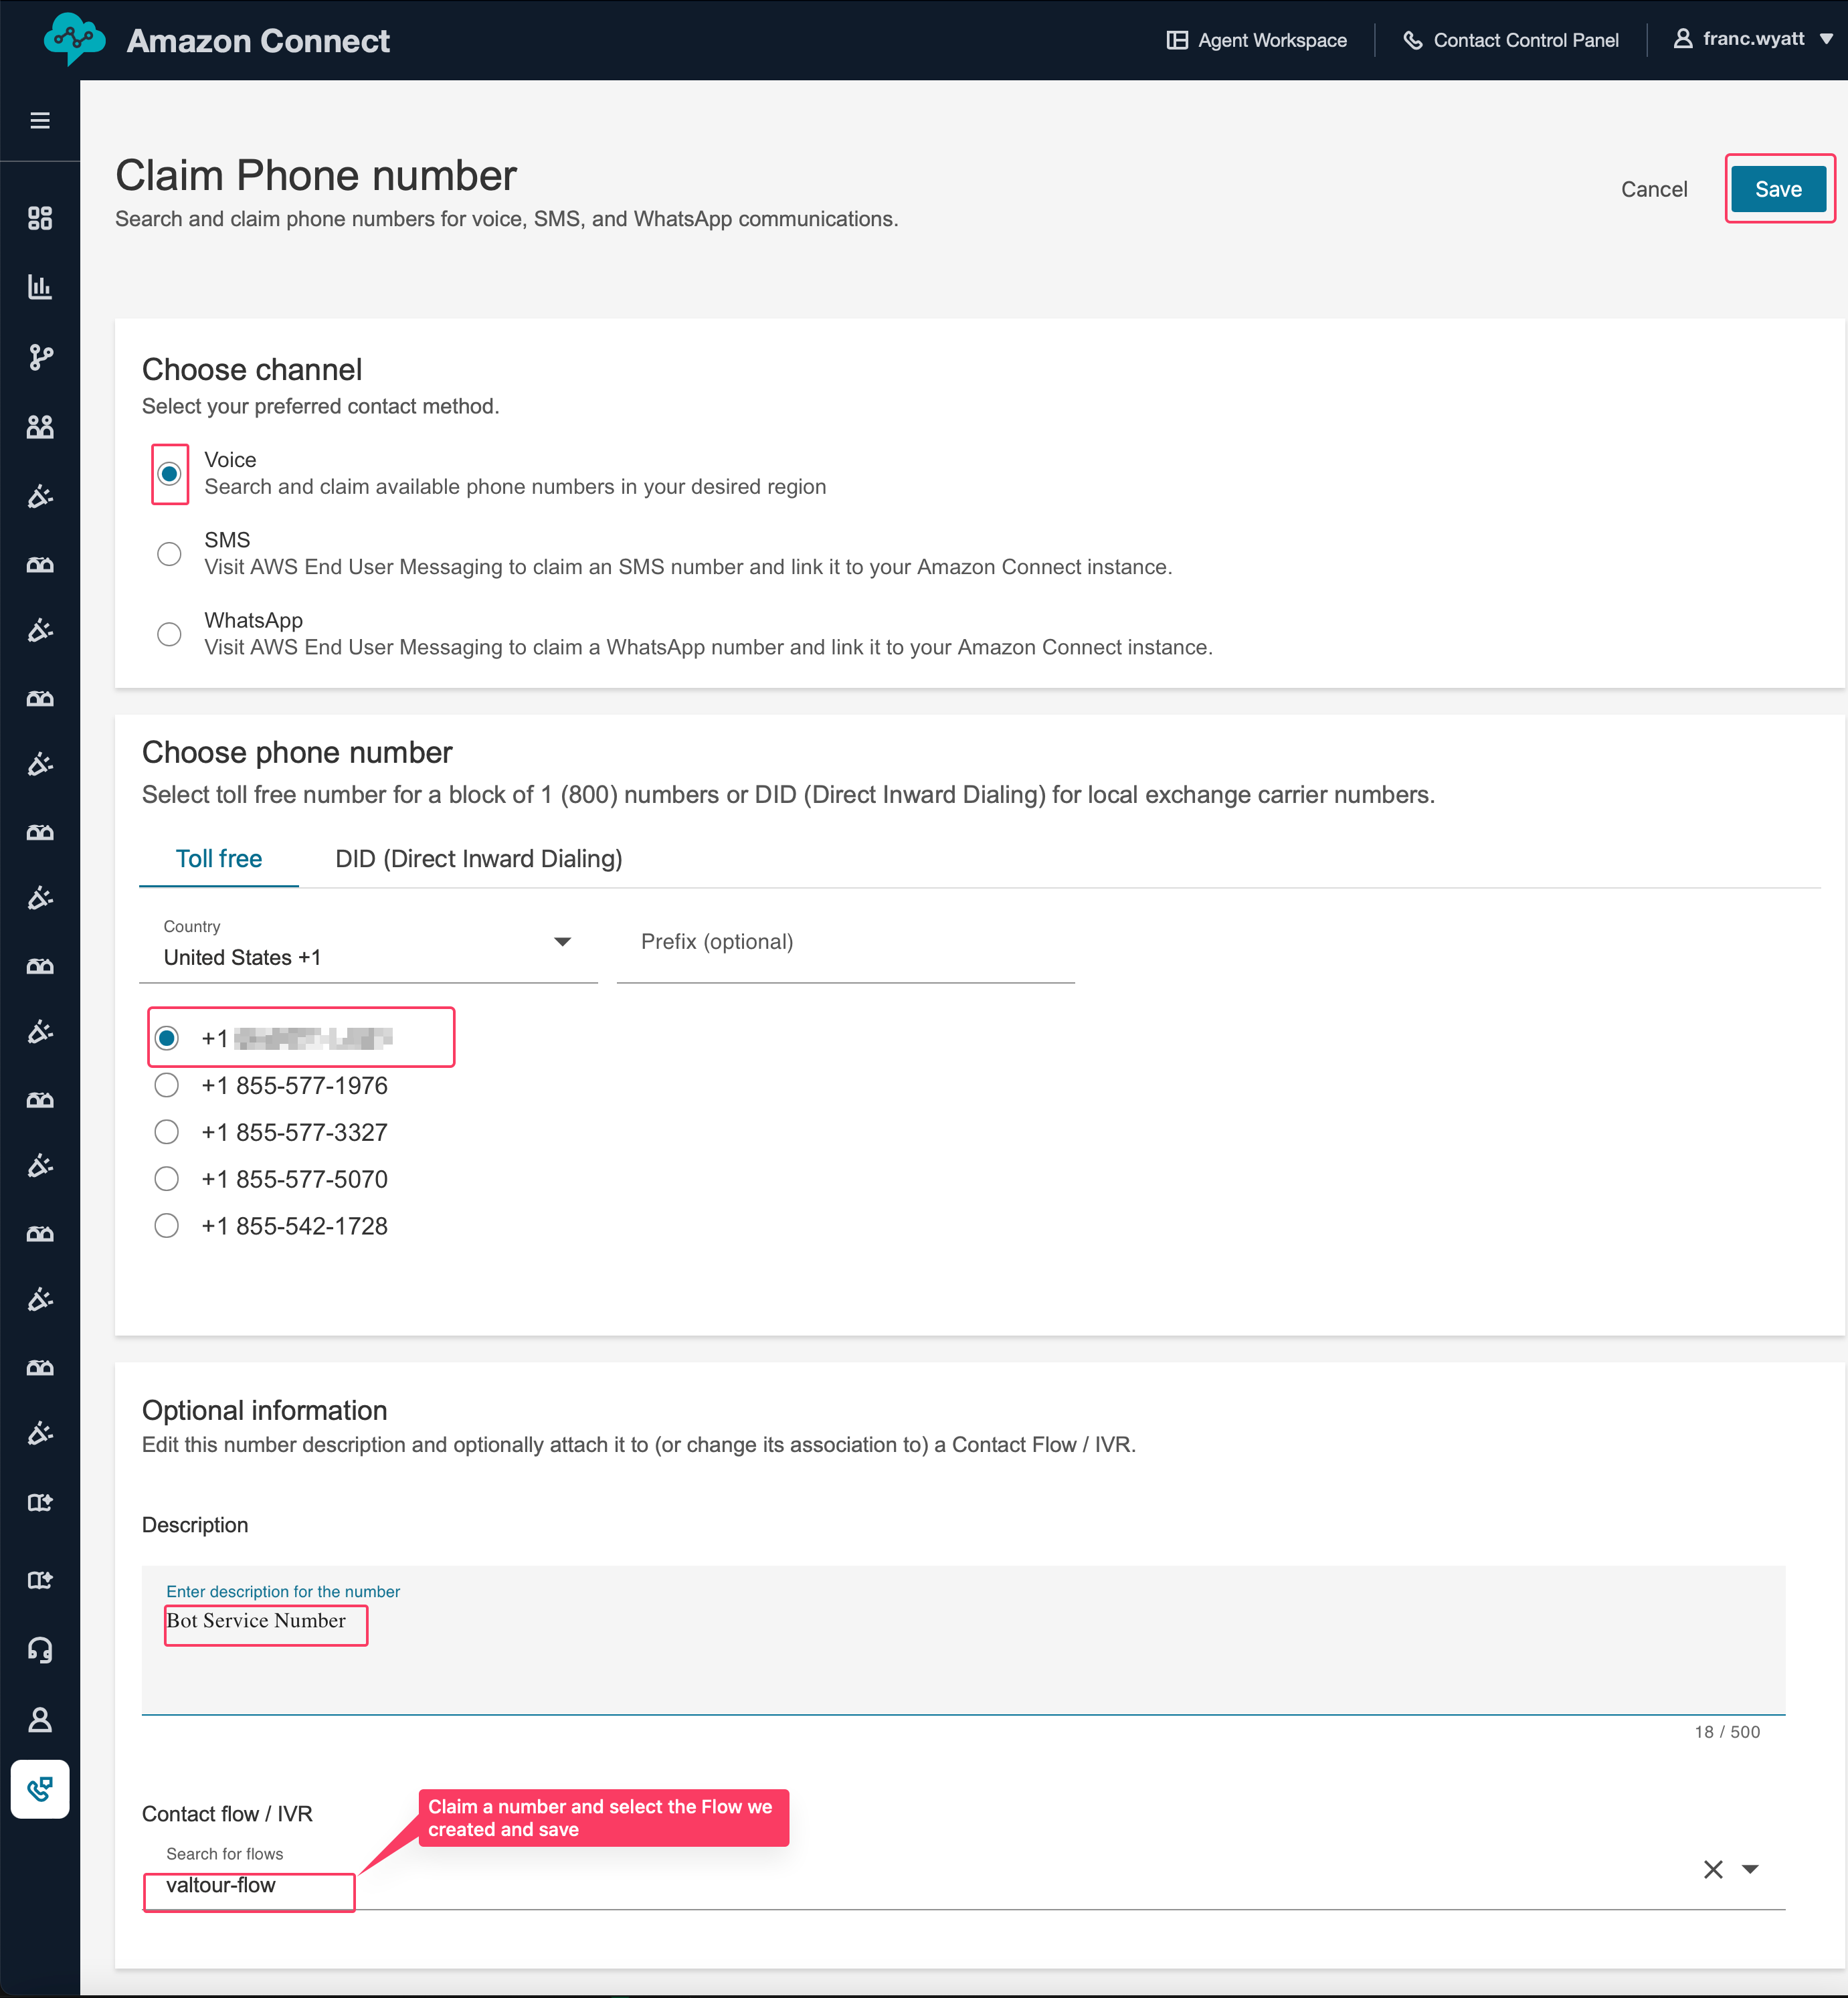 Amazon Connect
Agent Workspace
Contact Control Panel
franc.wyatt
Claim Phone number
Search and claim phone numbers for voice, SMS, and WhatsApp communications.
Cancel
Save
Choose channel
Select your preferred contact method.
Voice
Search and claim available phone numbers in your desired region
SMS
Visit AWS End User Messaging to claim an SMS number and link it to your Amazon Connect instance.
WhatsApp
Visit AWS End User Messaging to claim a WhatsApp number and link it to your Amazon Connect instance.
Choose phone number
Select toll free number for a block of 1 (800) numbers or DID (Direct Inward Dialing) for local exchange carrier numbers.
Toll free
DID (Direct Inward Dialing)
Country
United States +1
Prefix (optional)
+1
+1 855-577-1976
+1 855-577-3327
+1 855-577-5070
+1 855-542-1728
Optional information
Edit this number description and optionally attach it to (or change its association to) a Contact Flow / IVR.
Description
Enter description for the number
Bot Service Number
18 / 500
Contact flow / IVR
Claim a number and select the Flow we
created and save
Search for flows
valtour-flow